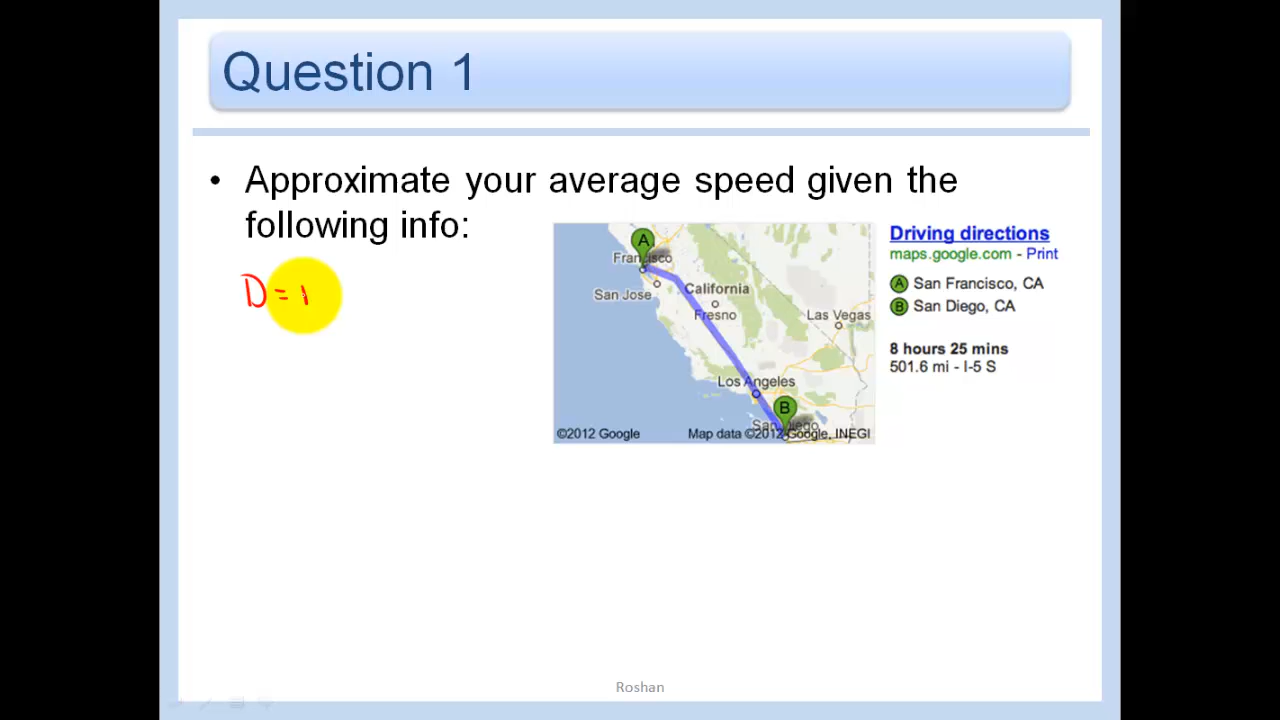 Question 1
• Approximate your average speed given the
following info:
D =
A
Francisco
San Jose
California
Fresno
Las Vegas
Los Angeles
B
San Diego
©2012 Google
Map data ©2012 Google, INEGI
Driving directions
maps.google.com - Print
A San Francisco, CA
B San Diego, CA
8 hours 25 mins
501.6 mi - I-5 S
Roshan